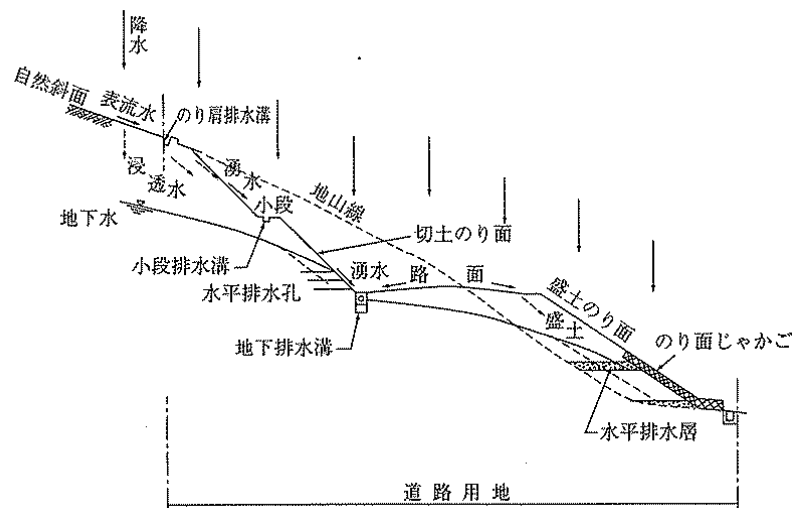 降水
自然斜面
表流水
のり肩排水溝
浸透水
湧水
地山線
小段
地下水
切土のり面
小段排水溝
湧水
路面
水平排水孔
盛土のり面
盛土
のり面じゃかご
地下排水溝
水平排水層
道路用地